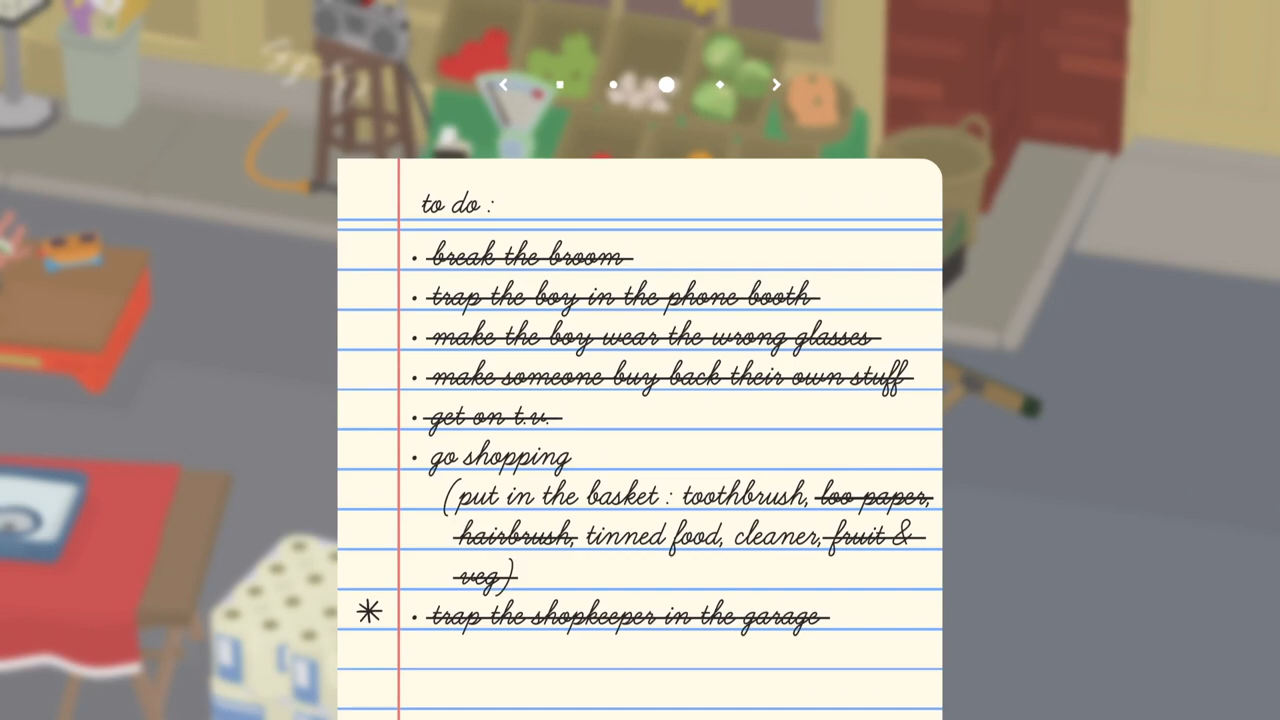 to do :
· break the broom
· trap the boy in the phone booth
· make the boy wear the wrong glasses
· make someone buy back their own stuff
· get on t.v.
· go shopping
(put in the basket : toothbrush, loo paper,
hairbrush, tinned food, cleaner, fruit &
veg)
* · trap the shopkeeper in the garage